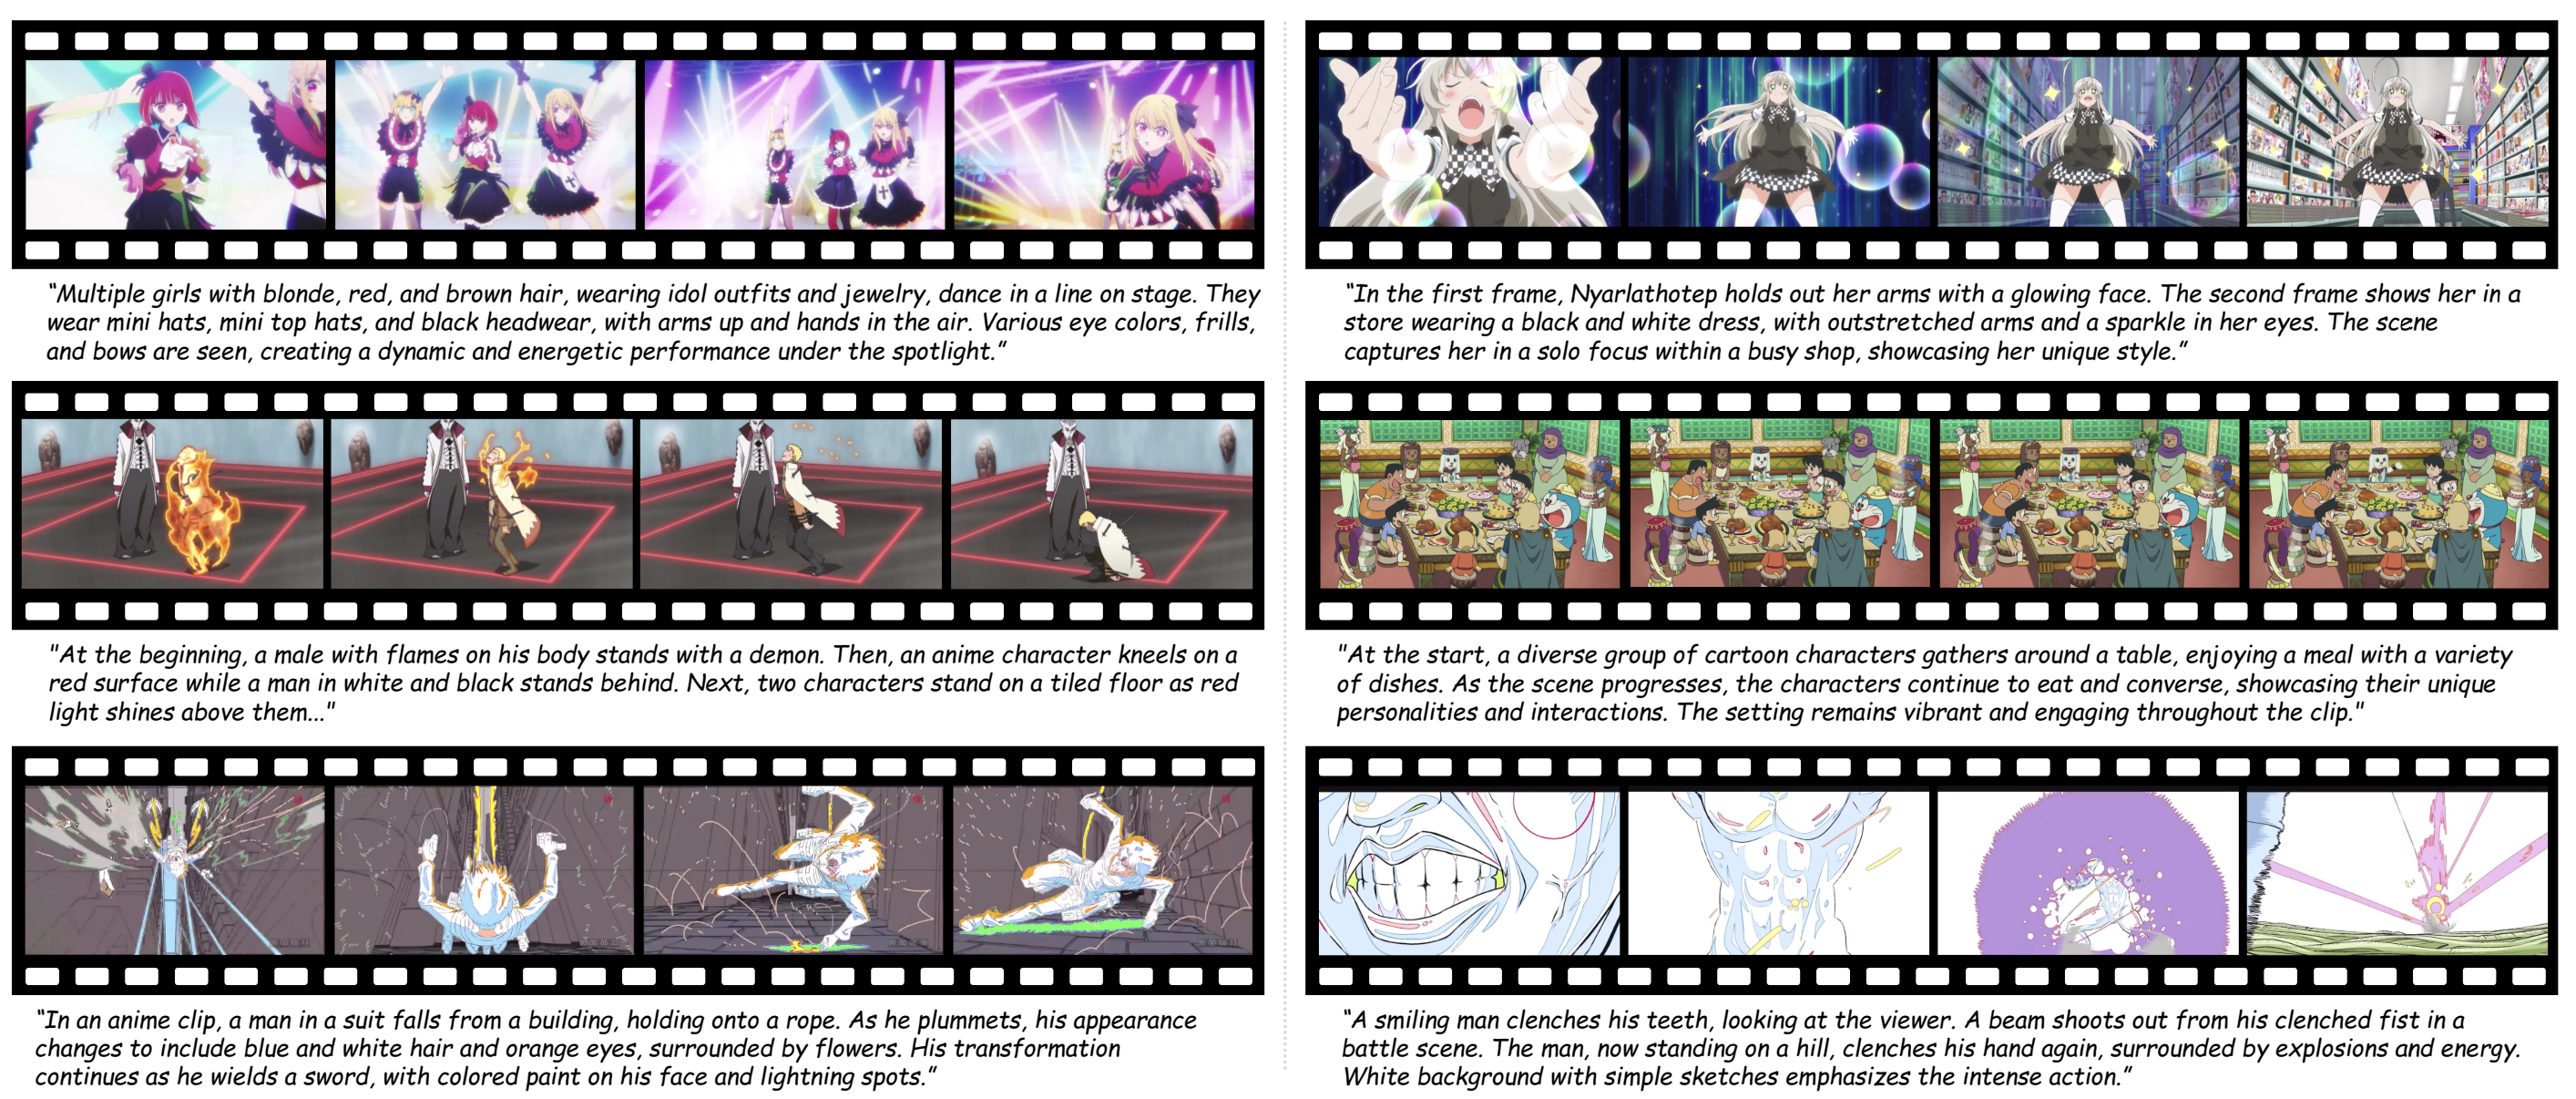 “Multiple girls with blonde, red, and brown hair, wearing idol outfits and jewelry, dance in a line on stage. They
wear mini hats, mini top hats, and black headwear, with arms up and hands in the air. Various eye colors, frills,
and bows are seen, creating a dynamic and energetic performance under the spotlight.”
“In the first frame, Nyarlathotep holds out her arms with a glowing face. The second frame shows her in a
store wearing a black and white dress, with outstretched arms and a sparkle in her eyes. The scene
captures her in a solo focus within a busy shop, showcasing her unique style.”
"At the beginning, a male with flames on his body stands with a demon. Then, an anime character kneels on a
red surface while a man in white and black stands behind. Next, two characters stand on a tiled floor as red
light shines above them..."
"At the start, a diverse group of cartoon characters gathers around a table, enjoying a meal with a variety
of dishes. As the scene progresses, the characters continue to eat and converse, showcasing their unique
personalities and interactions. The setting remains vibrant and engaging throughout the clip."
“In an anime clip, a man in a suit falls from a building, holding onto a rope. As he plummets, his appearance
changes to include blue and white hair and orange eyes, surrounded by flowers. His transformation
continues as he wields a sword, with colored paint on his face and lightning spots.”
“A smiling man clenches his teeth, looking at the viewer. A beam shoots out from his clenched fist in a
battle scene. The man, now standing on a hill, clenches his hand again, surrounded by explosions and energy.
White background with simple sketches emphasizes the intense action.”